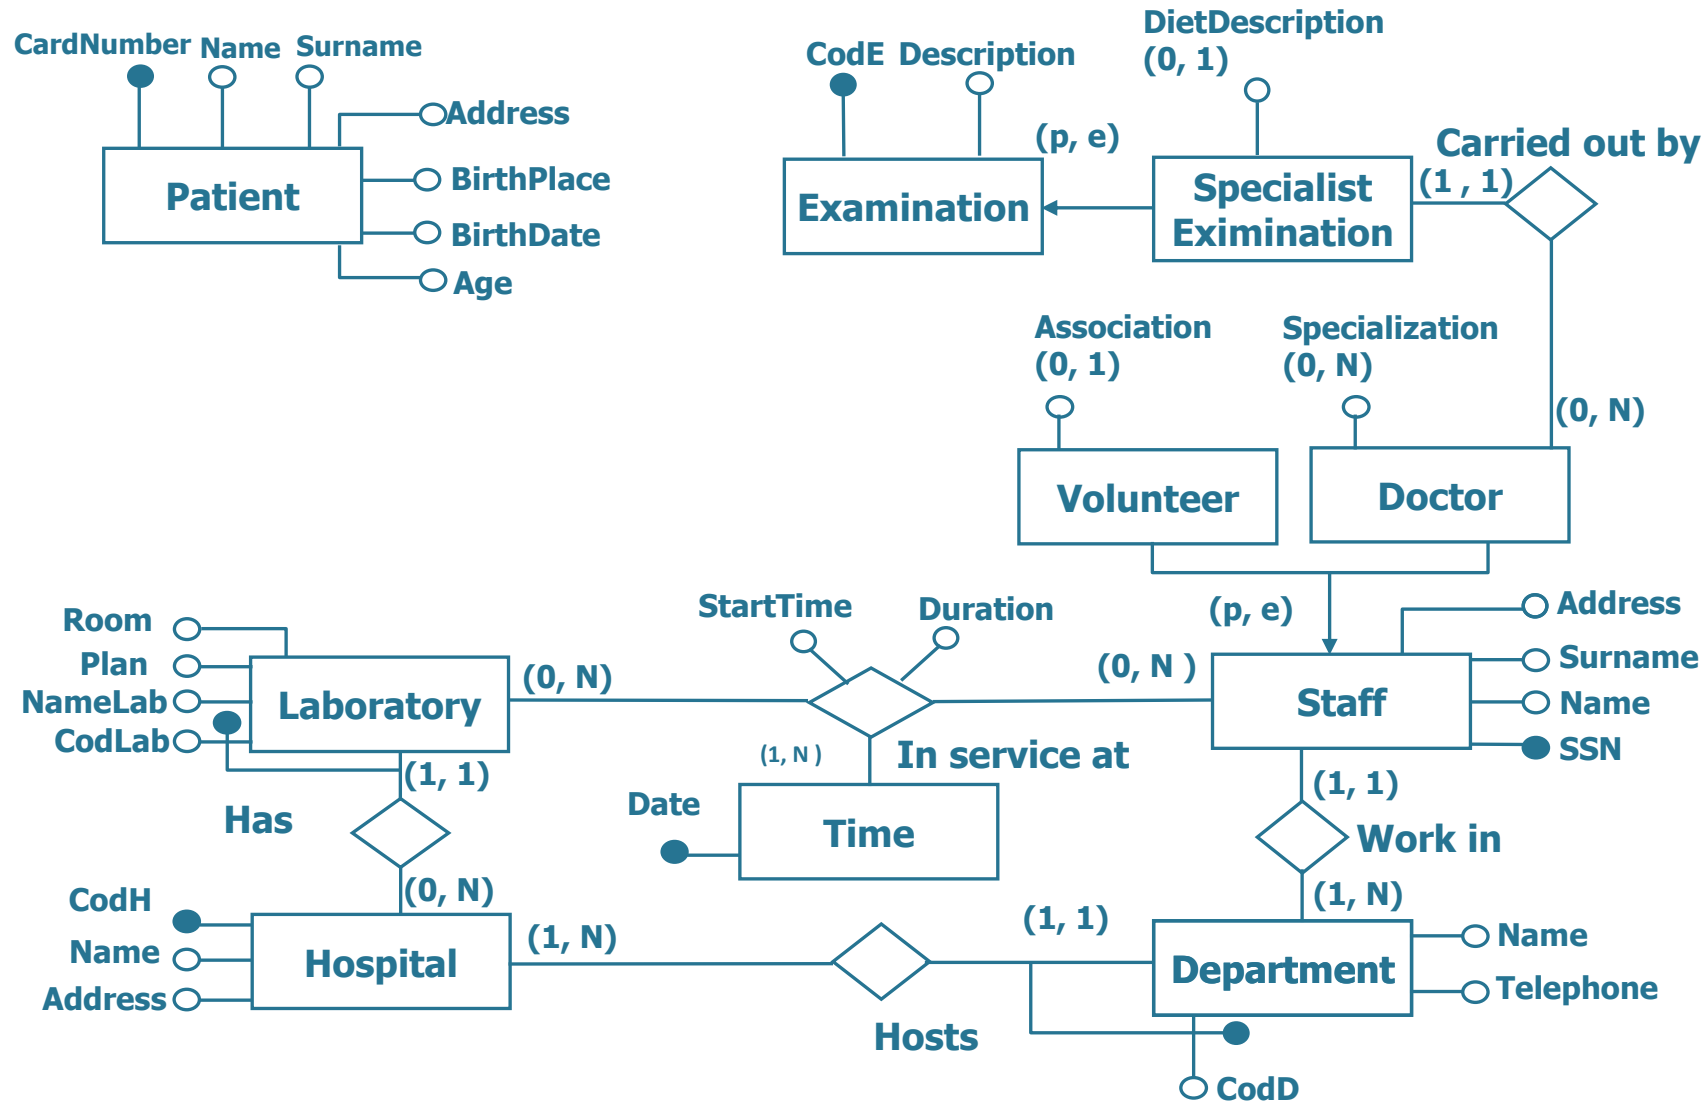 CardNumber
Name
Surname
Address
BirthPlace
BirthDate
Age
Patient
CodE
Description
DietDescription
(0, 1)
(p, e)
Examination
Specialist
Eximination
Carried out by
(1 , 1)
(0, N)
Association
(0, 1)
Specialization
(0, N)
Volunteer
Doctor
(p, e)
Address
Surname
Name
SSN
Staff
Room
Plan
NameLab
CodLab
Laboratory
(0, N)
StartTime
Duration
(0, N )
(1, N )
In service at
Date
Time
(1, 1)
Has
(0, N)
(1, 1)
Work in
(1, N)
CodH
Name
Address
Hospital
(1, N)
(1, 1)
Hosts
Department
Name
Telephone
CodD